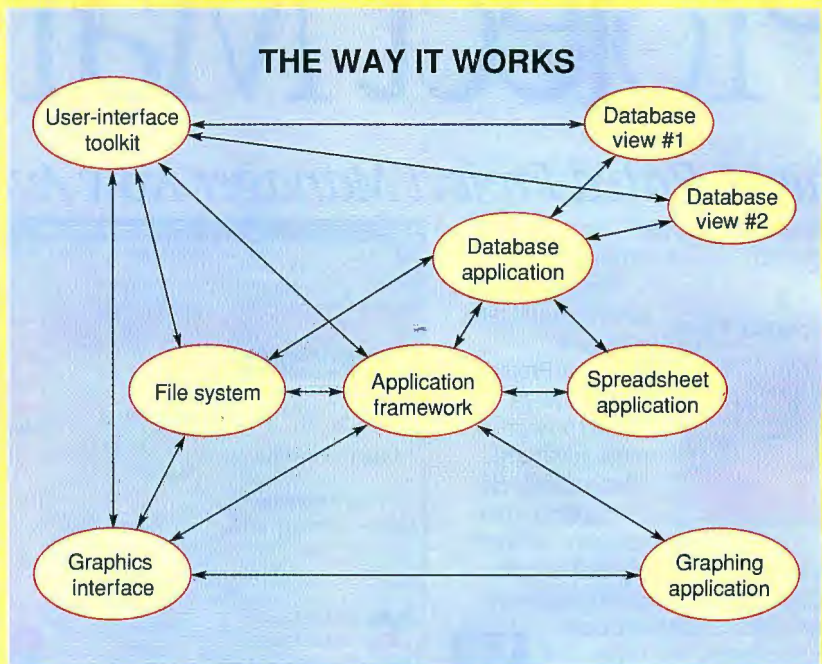 THE WAY IT WORKS
User-interface
toolkit
Database
view #1
Database
view #2
Database
application
File system
Application
framework
Spreadsheet
application
Graphics
interface
Graphing
application